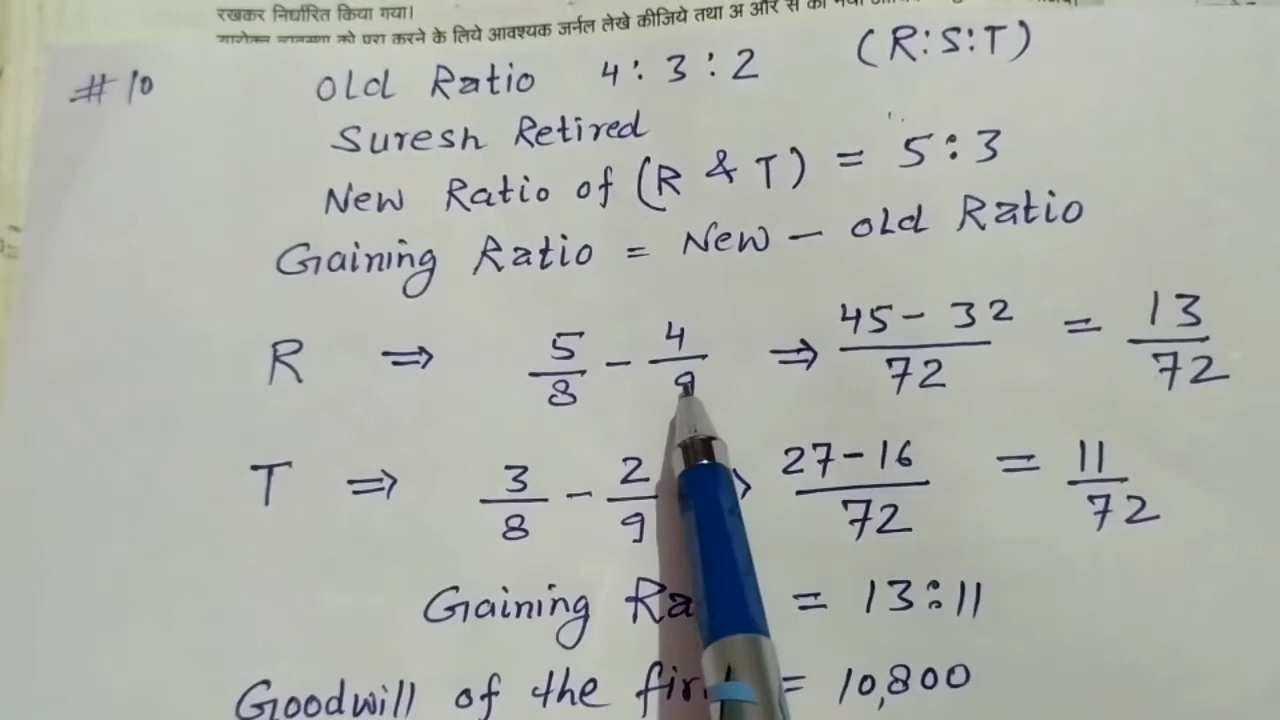 रखकर निर्धारित किया गया।
को पूरा करने के लिये आवश्यक जर्नल लेखे कीजिये तथा अ और स
#10 Old Ratio 4:3:2 (R:S:T)
Suresh Retired
New Ratio of (R & T) = 5:3
Gaining Ratio = New - old Ratio
R ⇒ 5/8 - 4/9 ⇒ 45-32/72 = 13/72
T ⇒ 3/8 - 2/9 27-16/72 = 11/72
Gaining = 13:11
Goodwill of the = 10,800